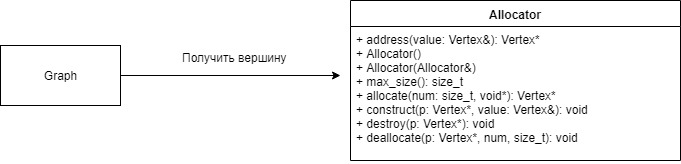 Allocator
+ address(value: Vertex&): Vertex*
+ Allocator()
+ Allocator(Allocator&)
+ max_size(): size_t
+ allocate(num: size_t, void*): Vertex*
+ construct(p: Vertex*, value: Vertex&): void
+ destroy(p: Vertex*): void
+ deallocate(p: Vertex*, num, size_t): void
Получить вершину
Graph